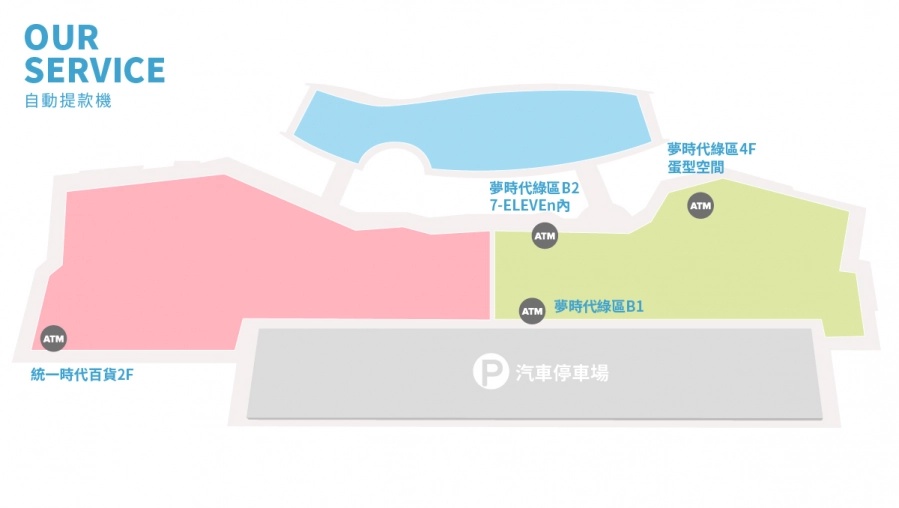 OUR
SERVICE
自動提款機
夢時代綠區4F
蛋型空間
ATM
夢時代綠區B2
7-ELEVEn內
ATM
ATM 夢時代綠區B1
ATM
統一時代百貨2F
P 汽車停車場